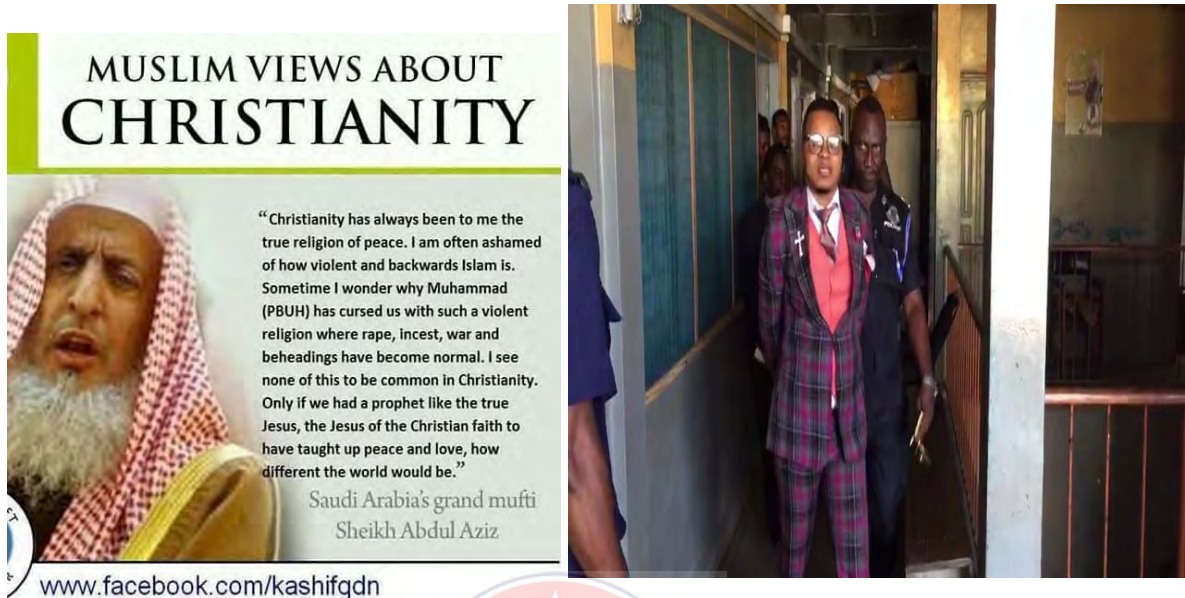 MUSLIM VIEWS ABOUT
CHRISTIANITY
“Christianity has always been to me the
true religion of peace. I am often ashamed
of how violent and backwards Islam is.
Sometime I wonder why Muhammad
(PBUH) has cursed us with such a violent
religion where rape, incest, war and
beheadings have become normal. I see
none of this to be common in Christianity.
Only if we had a prophet like the true
Jesus, the Jesus of the Christian faith to
have taught up peace and love, how
different the world would be.”
Saudi Arabia's grand mufti
Sheikh Abdul Aziz
www.facebook.com/kashifqdn
POLICE